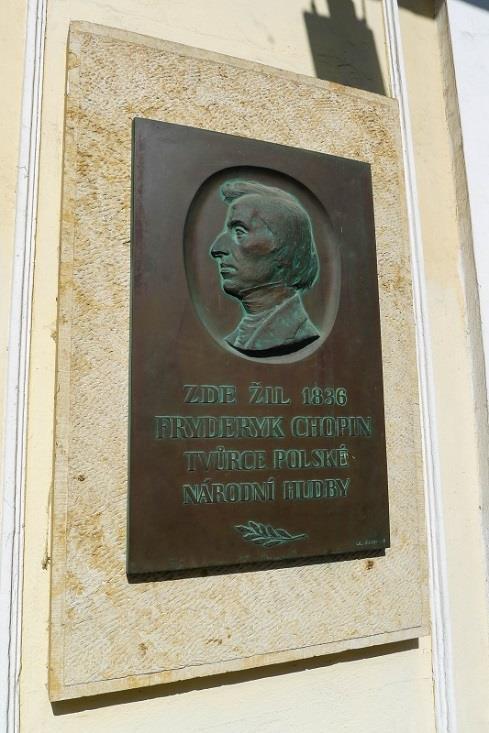 ZDE ŽIL 1836
FRYDERYK CHOPIN
TVŮRCE POLSKÉ
NÁRODNÍ HUDBY